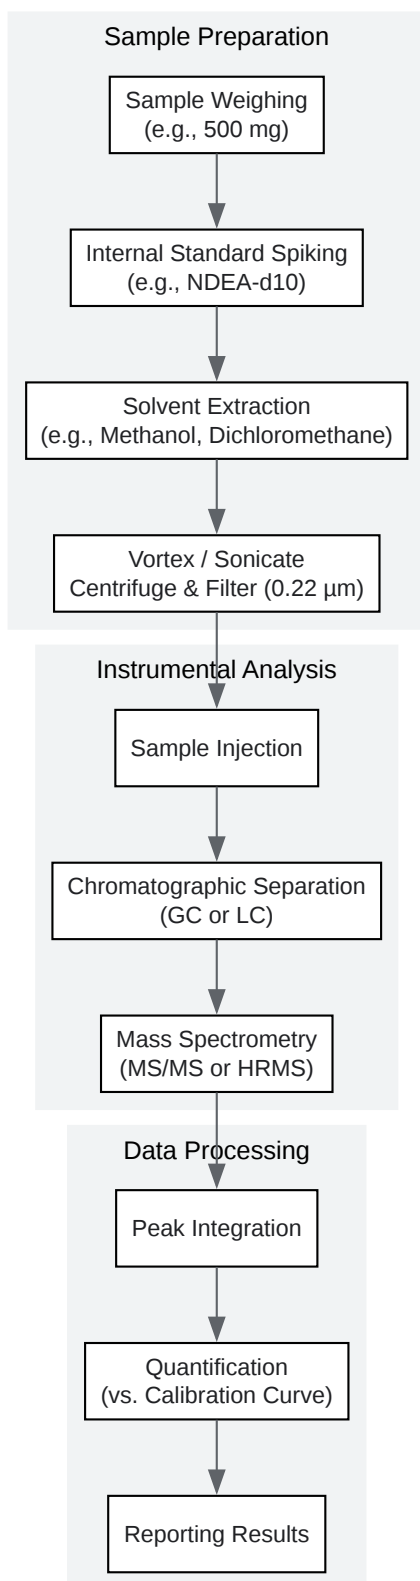 Sample Preparation
Sample Weighing
(e.g., 500 mg)
Internal Standard Spiking
(e.g., NDEA-d10)
Solvent Extraction
(e.g., Methanol, Dichloromethane)
Vortex / Sonicate
Centrifuge & Filter (0.22 µm)
Instrumental Analysis
Sample Injection
Chromatographic Separation
(GC or LC)
Mass Spectrometry
(MS/MS or HRMS)
Data Processing
Peak Integration
Quantification
(vs. Calibration Curve)
Reporting Results